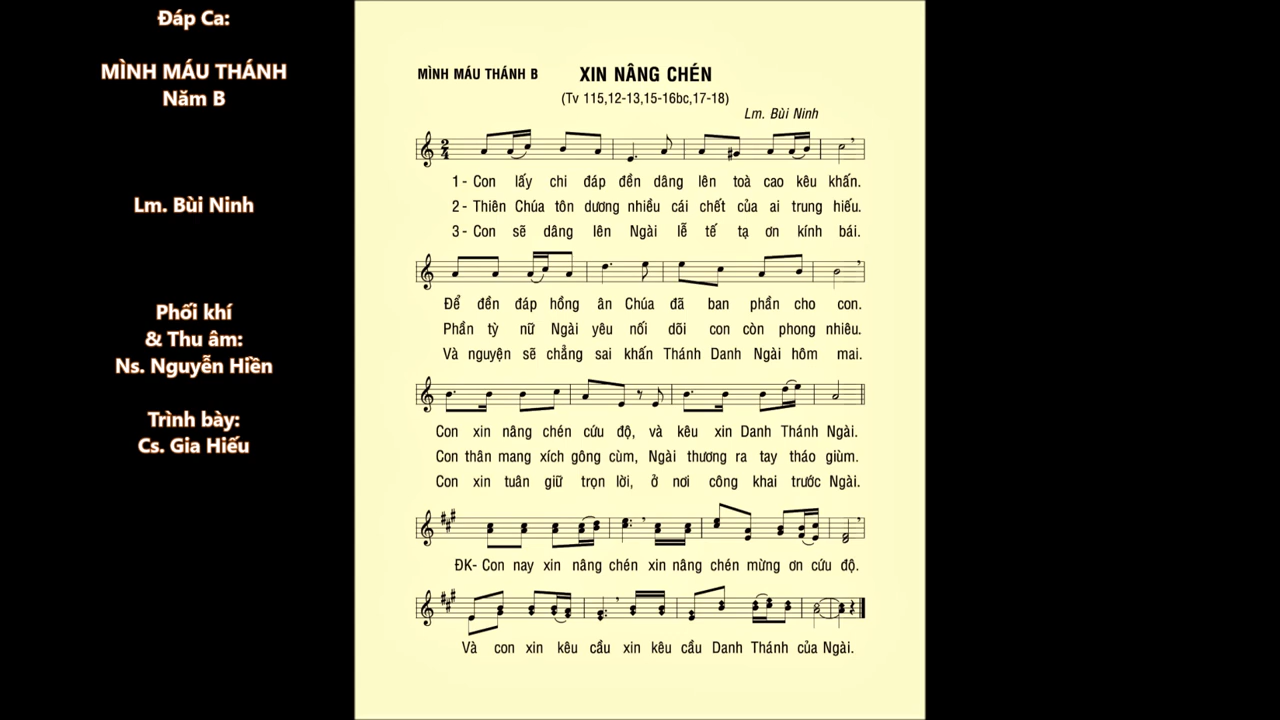 Đáp Ca:
MÌNH MÁU THÁNH
Năm B
Lm. Bùi Ninh
Phối khí
& Thu âm:
Ns. Nguyễn Hiền
Trình bày:
Cs. Gia Hiếu
MÌNH MÁU THÁNH B
XIN NÂNG CHÉN
(Tv 115,12-13,15-16bc,17-18)
Lm. Bùi Ninh
1- Con lấy chi đáp đền dâng lên toà cao kêu khấn.
2- Thiên Chúa tôn dương nhiều cái chết của ai trung hiếu.
3- Con sẽ dâng lên Ngài lễ tế tạ ơn kính bái.
Để đền đáp hồng ân Chúa đã ban phần cho con.
Phần tỳ nữ Ngài yêu nối dõi con còn phong nhiêu.
Và nguyện sẽ chẳng sai khấn Thánh Danh Ngài hôm mai.
Con xin nâng chén cứu độ, và kêu xin Danh Thánh Ngài.
Con thân mang xích gông cùm, Ngài thương ra tay tháo giùm.
Con xin tuân giữ trọn lời, ở nơi công khai trước Ngài.
ĐK- Con nay xin nâng chén xin nâng chén mừng ơn cứu độ.
Và con xin kêu cầu xin kêu cầu Danh Thánh của Ngài.